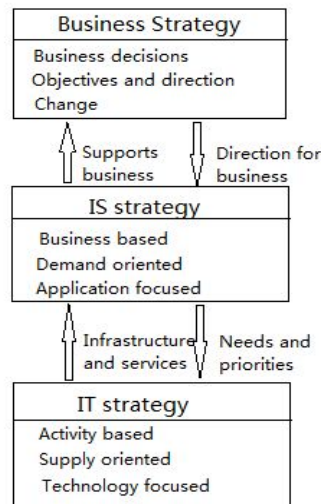 Business Strategy
Business decisions
Objectives and direction
Change
Supports
business
Direction for
business
IS strategy
Business based
Demand oriented
Application focused
Infrastructure
and services
Needs and
priorities
IT strategy
Activity based
Supply oriented
Technology focused